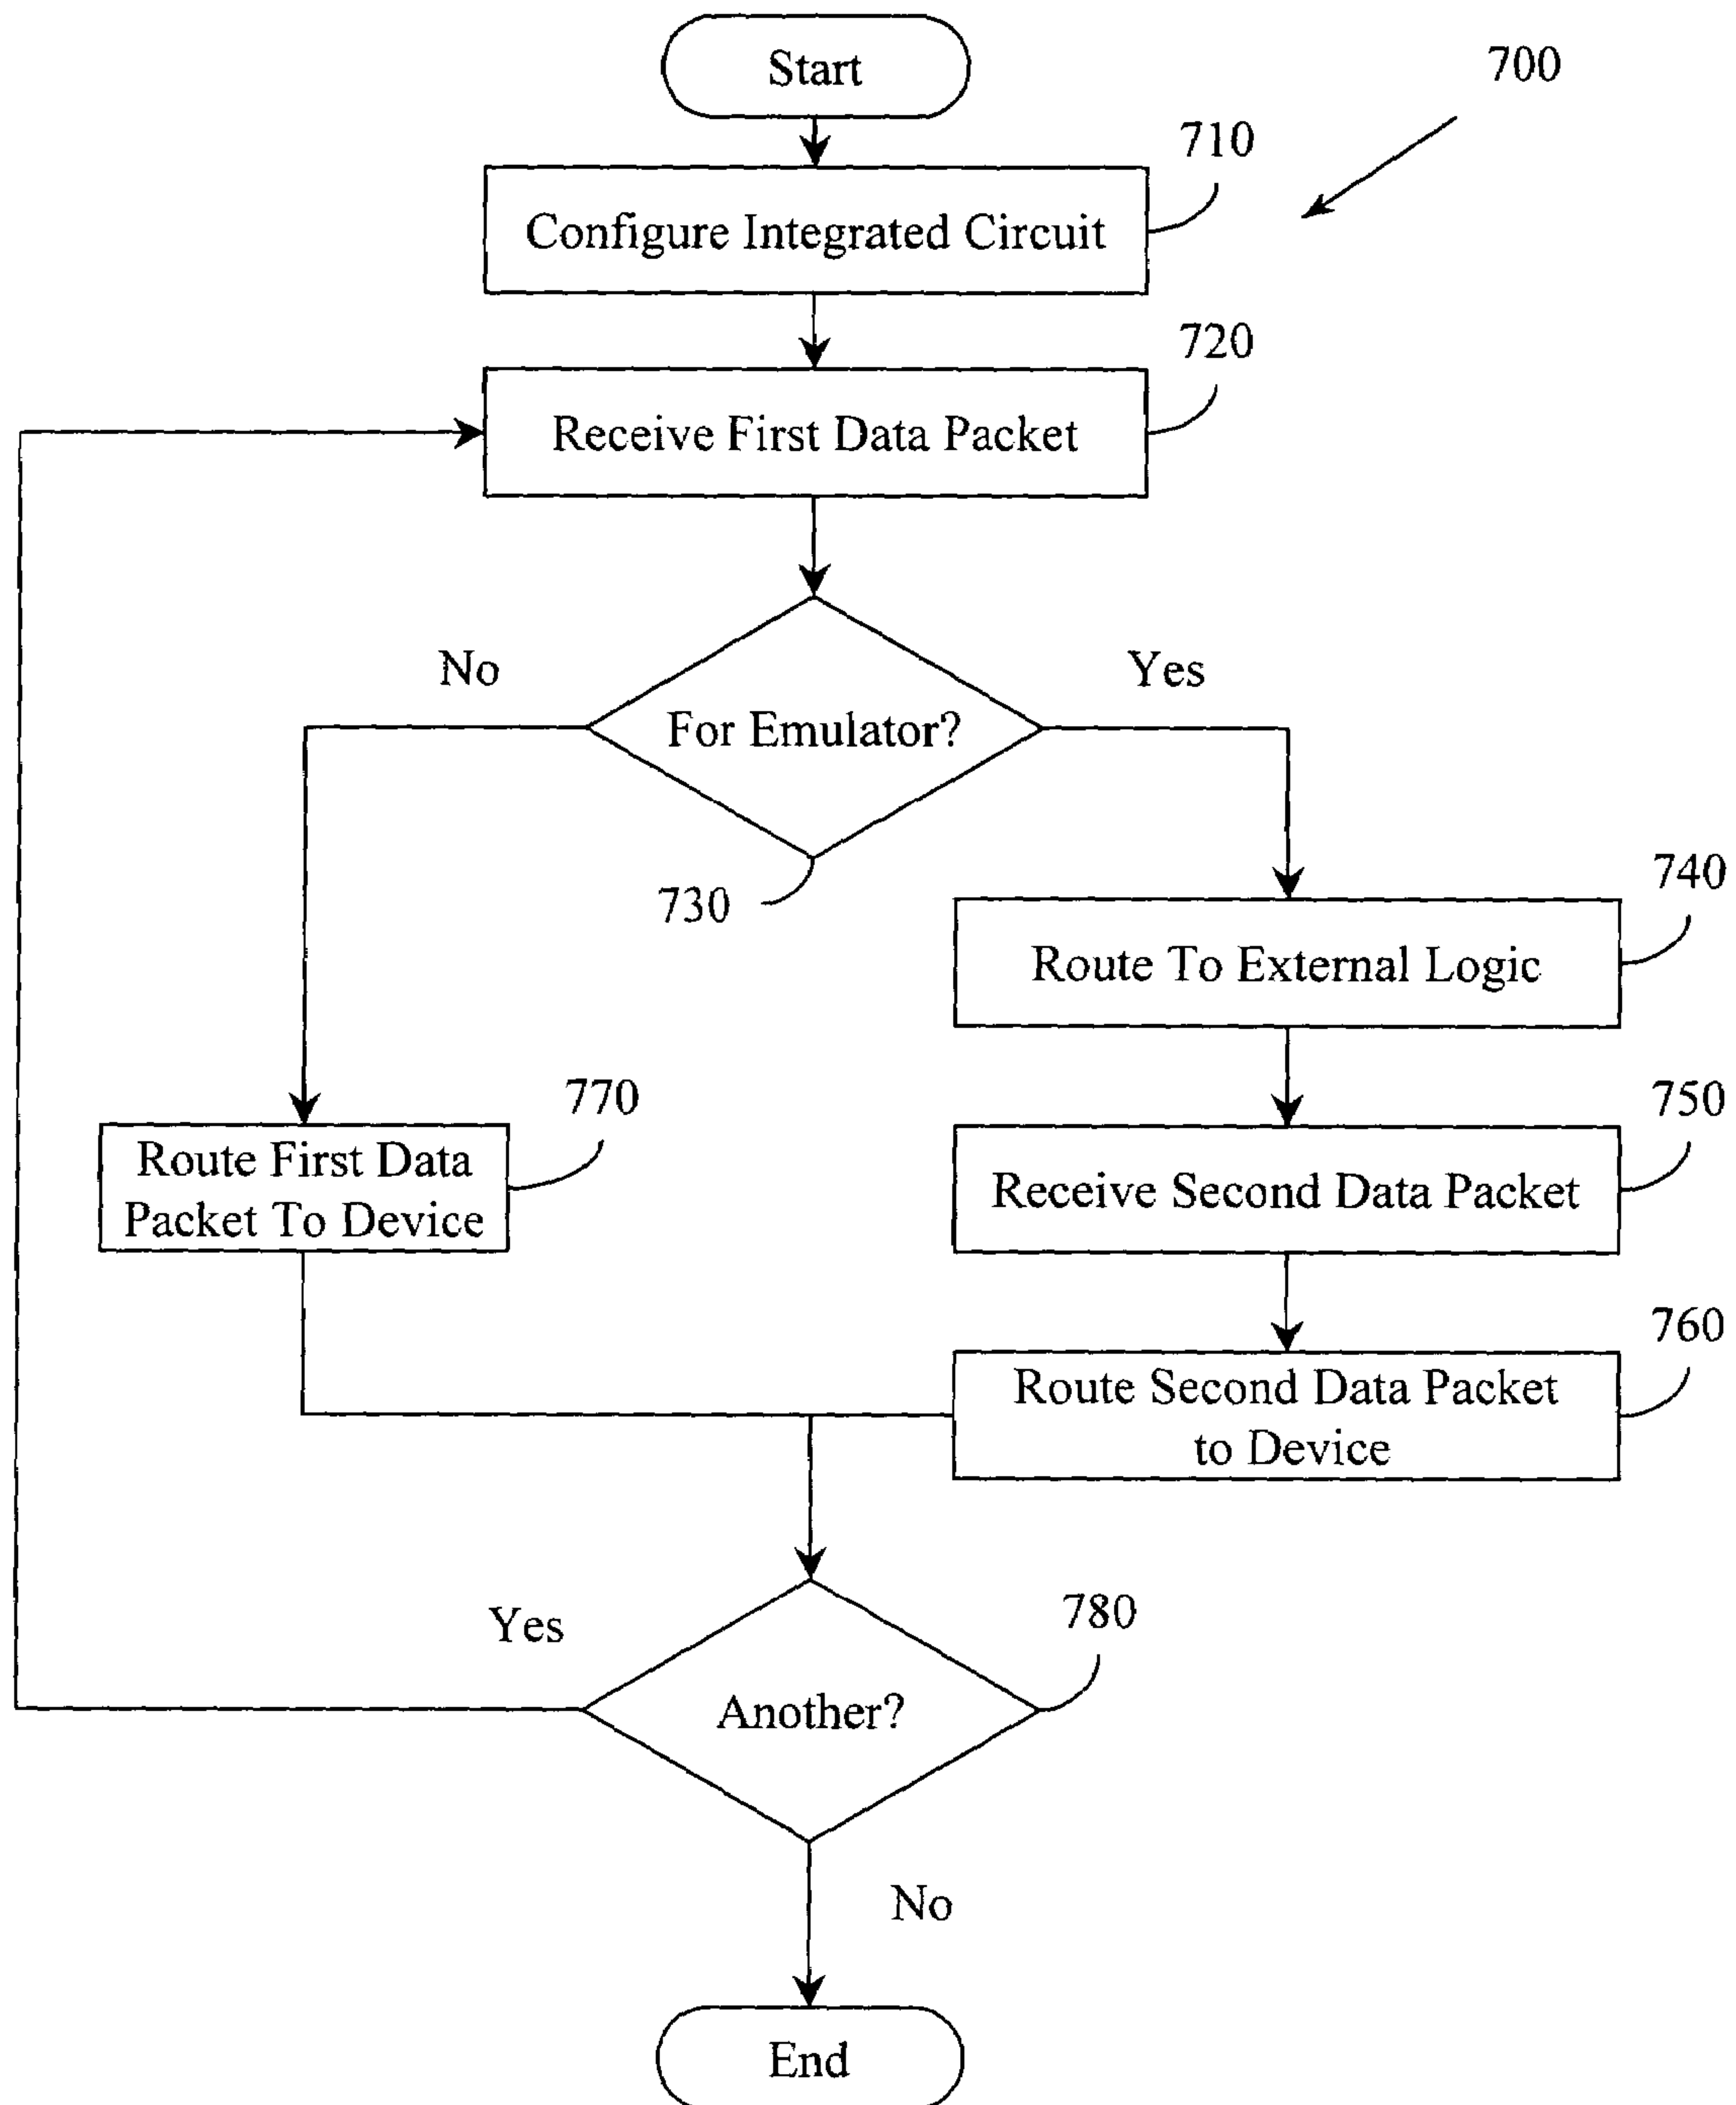 Start
700
710
Configure Integrated Circuit
720
Receive First Data Packet
No
Yes
For Emulator?
730
740
Route To External Logic
770
750
Route First Data
Packet To Device
Receive Second Data Packet
760
Route Second Data Packet
to Device
780
Yes
Another?
No
End